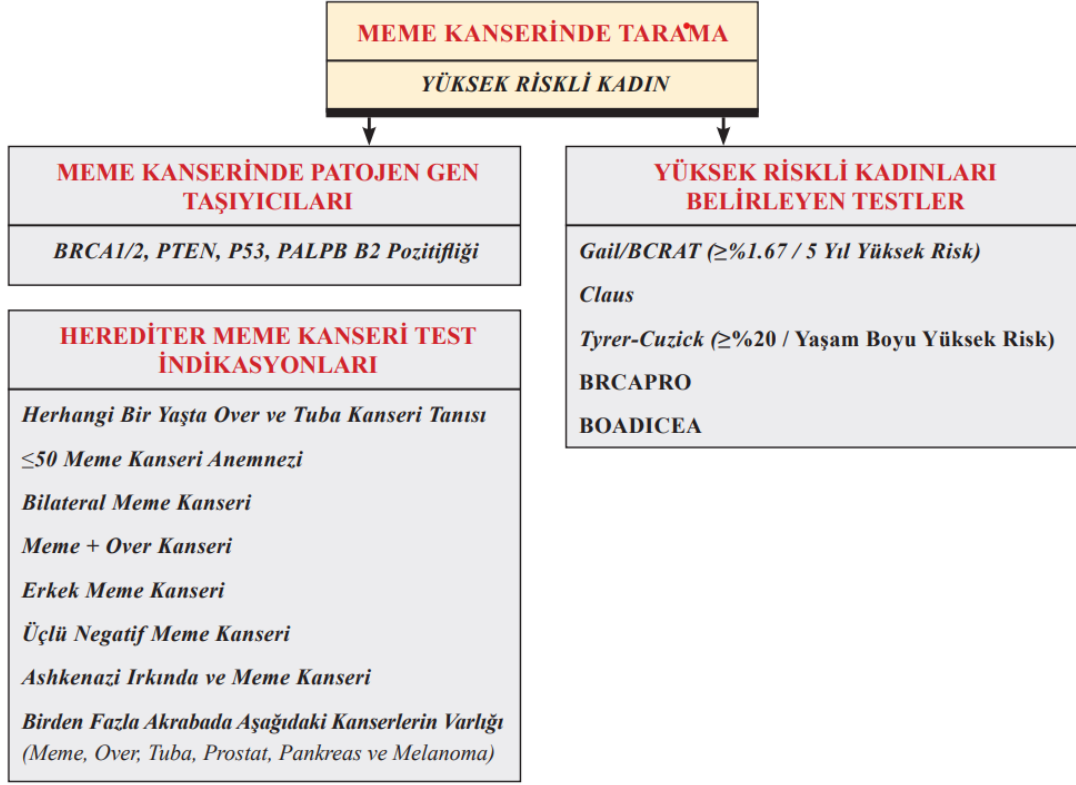 MEME KANSERİNDE TARAMA
YÜKSEK RİSKLİ KADIN
MEME KANSERİNDE PATOJEN GEN
TAŞIYICILARI
BRCA1/2, PTEN, P53, PALPB B2 Pozitifliği
HEREDİTER MEME KANSERİ TEST
İNDİKASYONLARI
Herhangi Bir Yaşta Over ve Tuba Kanseri Tanısı
≤50 Meme Kanseri Anemnezi
Bilateral Meme Kanseri
Meme + Over Kanseri
Erkek Meme Kanseri
Üçlü Negatif Meme Kanseri
Ashkenazi Irkında ve Meme Kanseri
Birden Fazla Akrabada Aşağıdaki Kanserlerin Varlığı
(Meme, Over, Tuba, Prostat, Pankreas ve Melanoma)
YÜKSEK RİSKLİ KADINLARI
BELİRLEYEN TESTLER
Gail/BCRAT (≥%1.67 / 5 Yıl Yüksek Risk)
Claus
Tyrer-Cuzick (≥%20 / Yaşam Boyu Yüksek Risk)
BRCAPRO
BOADICEA